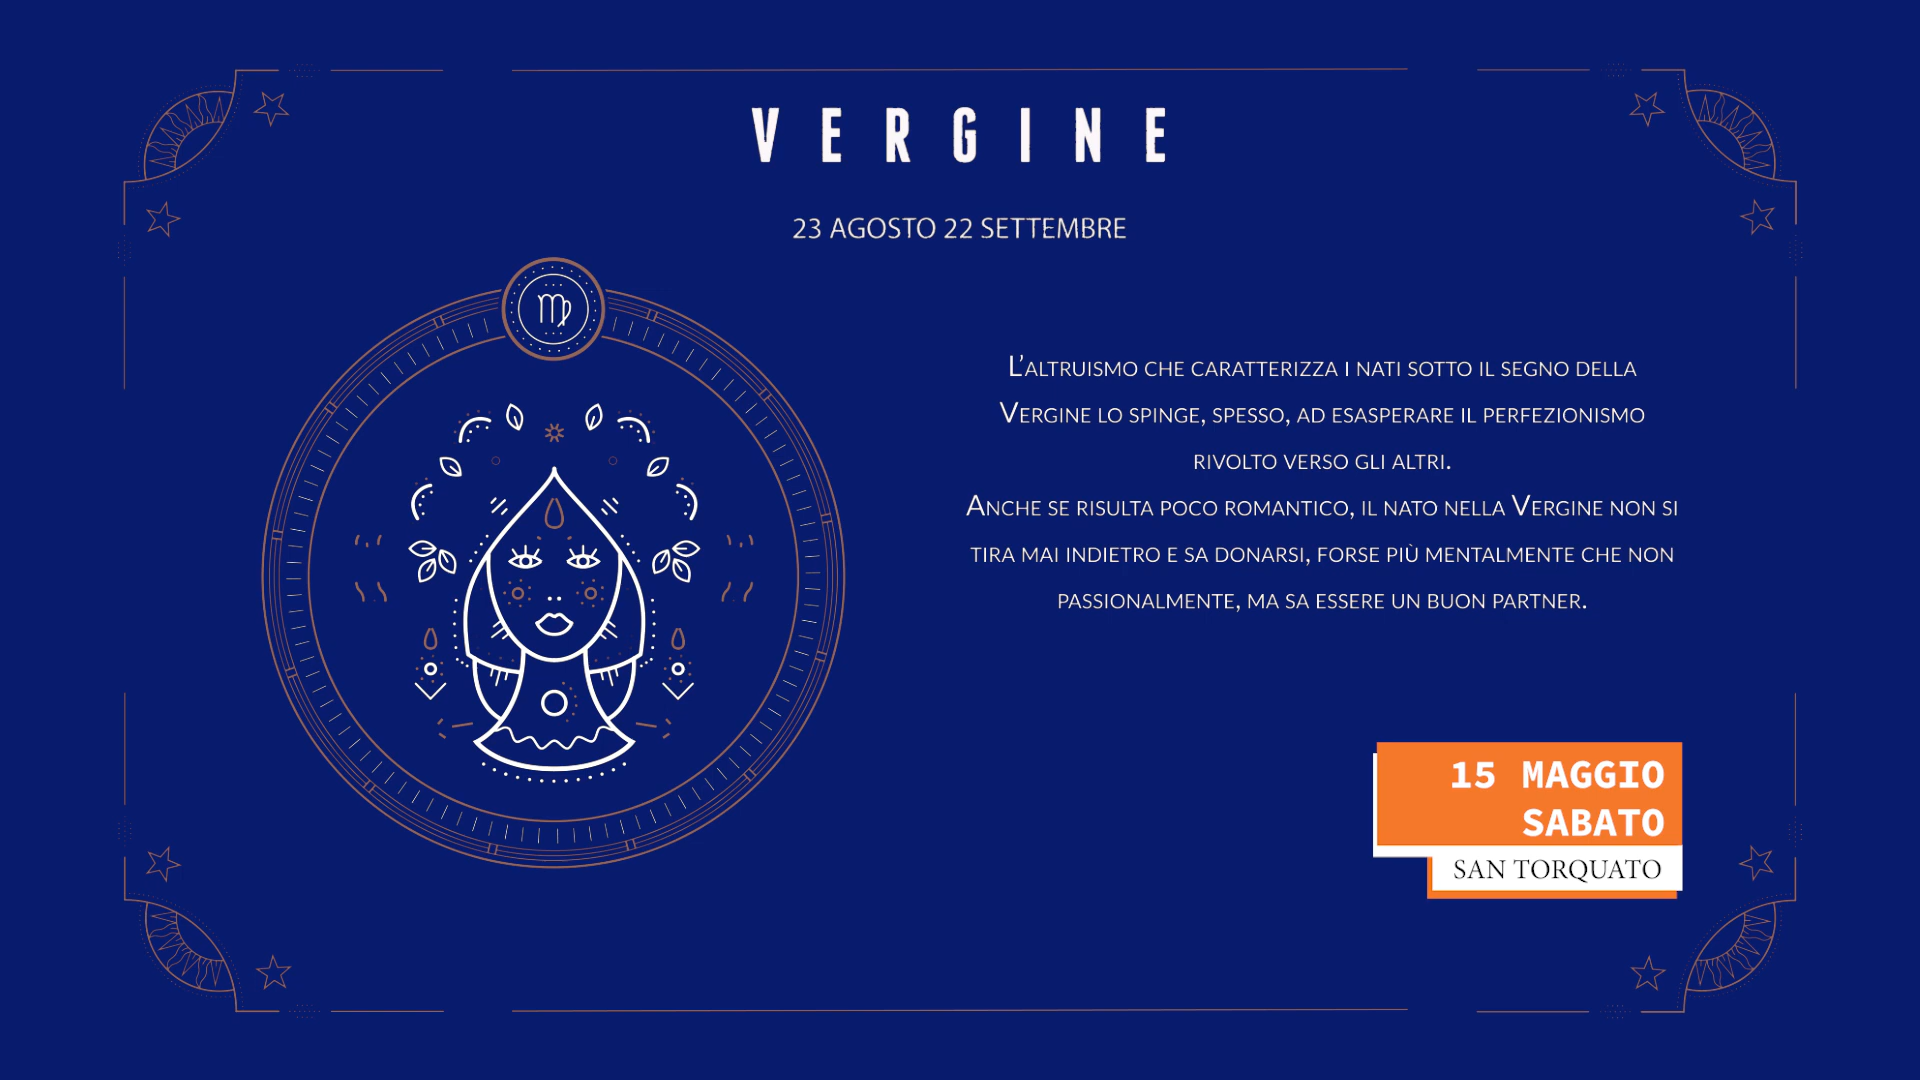 VERGINE
23 AGOSTO 22 SETTEMBRE
L'ALTRUISMO CHE CARATTERIZZA I NATI SOTTO IL SEGNO DELLA
VERGINE LO SPINGE, SPESSO, AD ESASPERARE IL PERFEZIONISMO
RIVOLTO VERSO GLI ALTRI.
ANCHE SE RISULTA POCO ROMANTICO, IL NATO NELLA VERGINE NON SI
TIRA MAI INDIETRO E SA DONARSI, FORSE PIÙ MENTALMENTE CHE NON
PASSIONALMENTE, MA SA ESSERE UN BUON PARTNER.
15 MAGGIO
SABATO
SAN TORQUATO